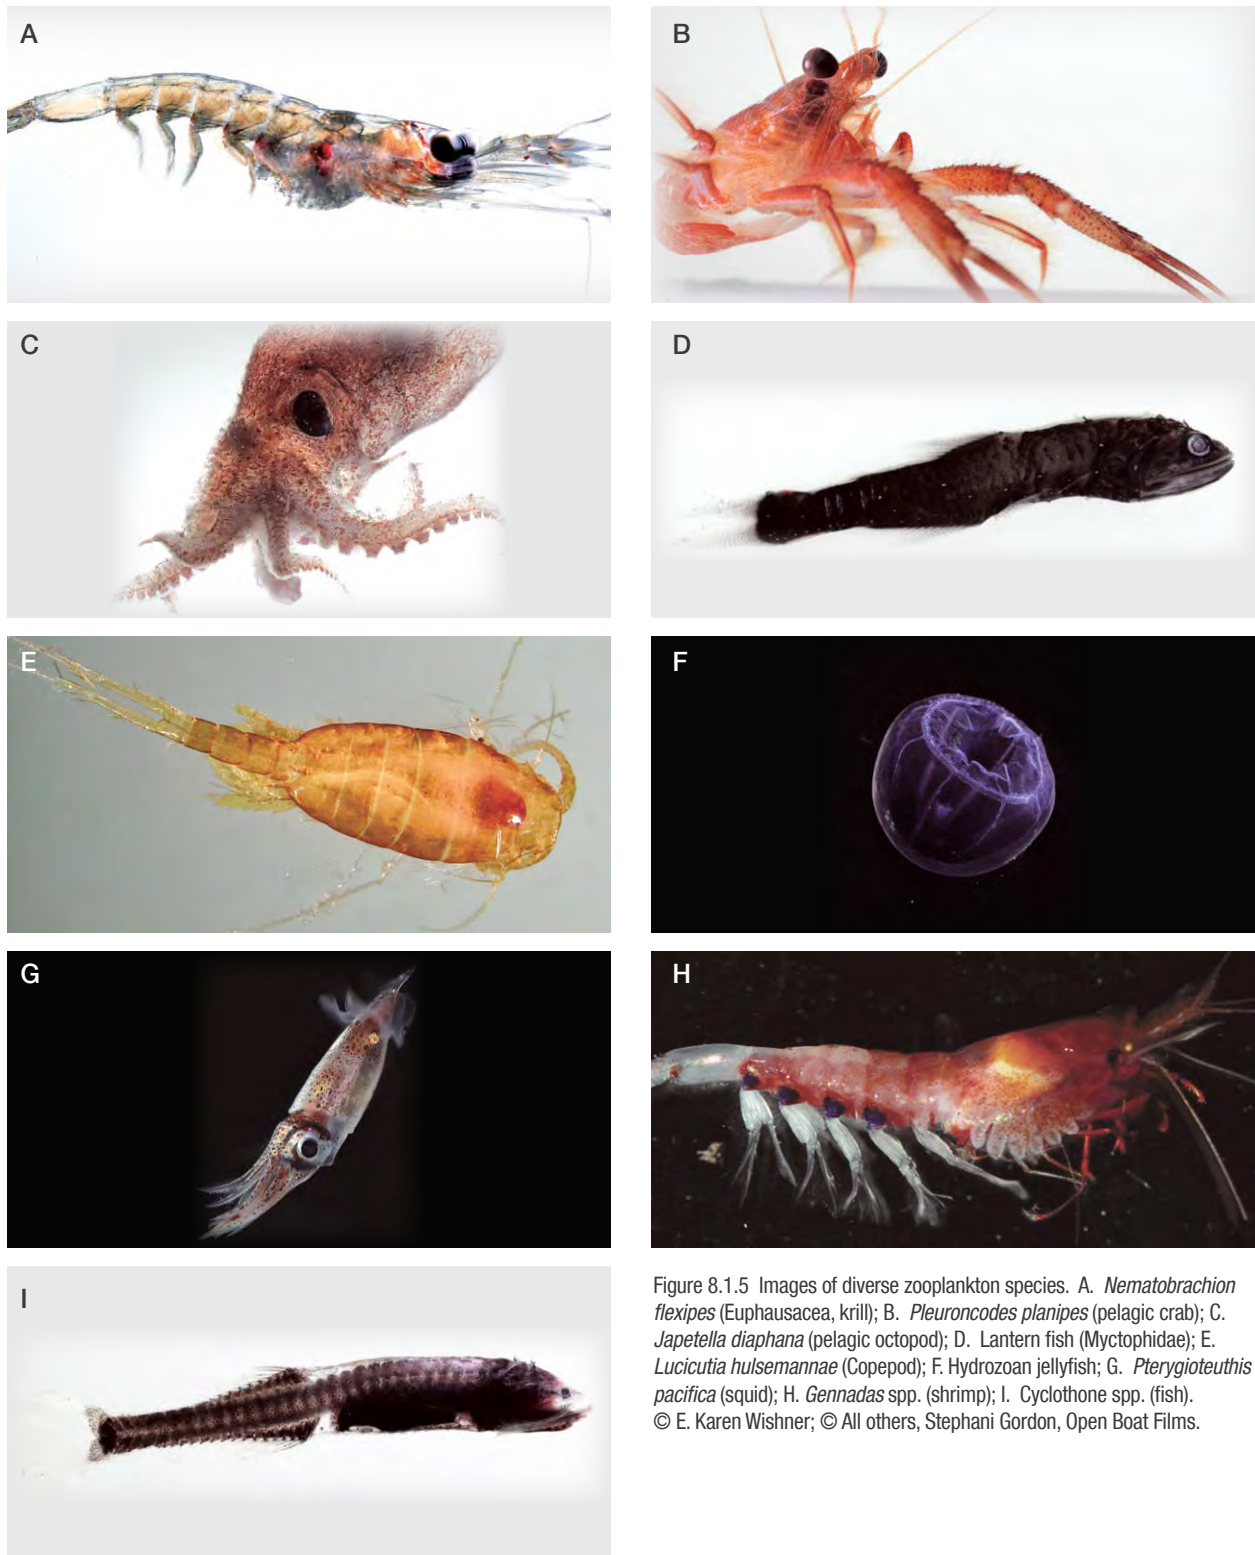 A
B
C
D
E
F
G
H
I
Figure 8.1.5 Images of diverse zooplankton species. A. Nematobrachion
flexipes (Euphausacea, krill); B. Pleuroncodes planipes (pelagic crab); C.
Japetella diaphana (pelagic octopod); D. Lantern fish (Myctophidae); E.
Lucicutia hulsemannae (Copepod); F. Hydrozoan jellyfish; G. Pterygioteuthis
pacifica (squid); H. Gennadas spp. (shrimp); I. Cyclothone spp. (fish).
© E. Karen Wishner; © All others, Stephani Gordon, Open Boat Films.